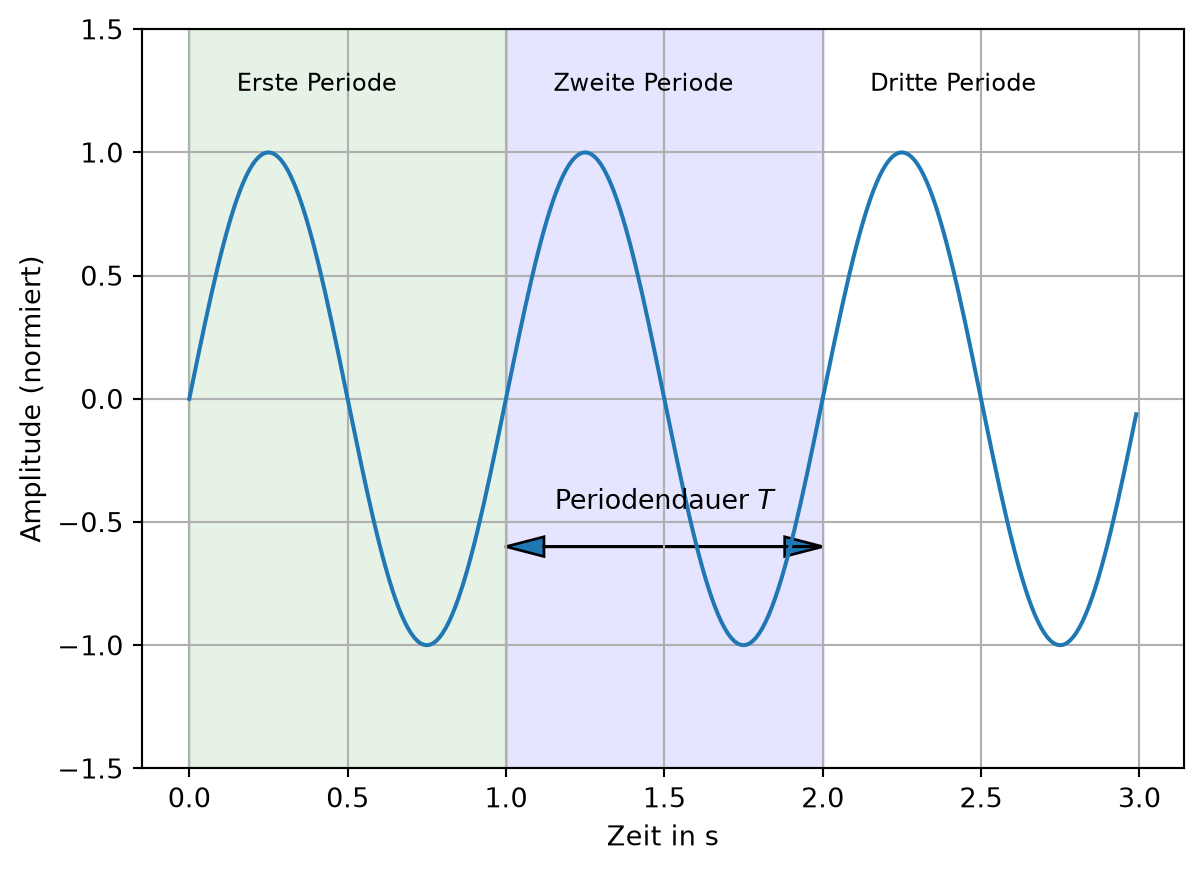 1.5
Erste Periode Zweite Periode Dritte Periode
1.0
0.5
0.0
Periodendauer T
−0.5
−1.0
−1.5
Amplitude (normiert)
0.0 0.5 1.0 1.5 2.0 2.5 3.0
Zeit in s